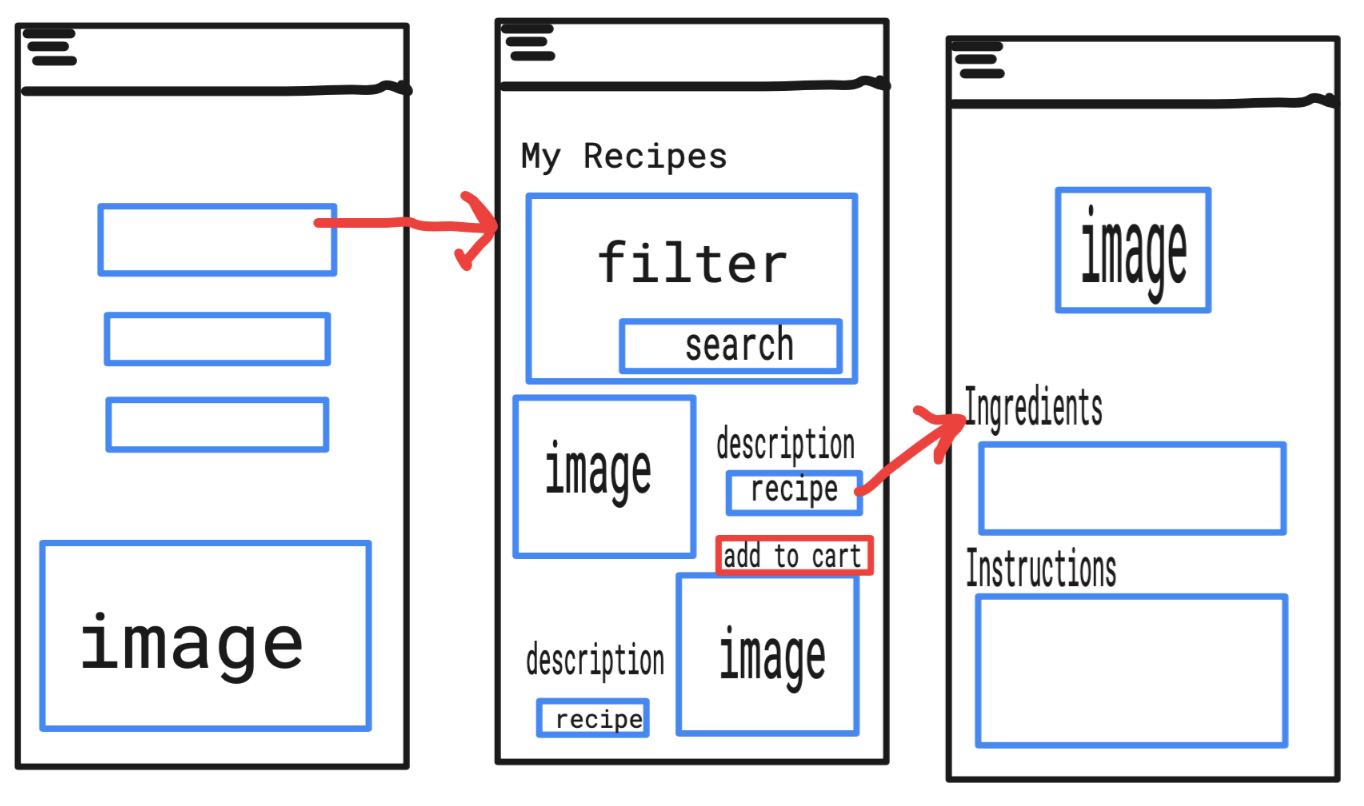 image
My Recipes
filter
search
image
description
recipe
add to cart
description
recipe
image
image
Ingredients
Instructions